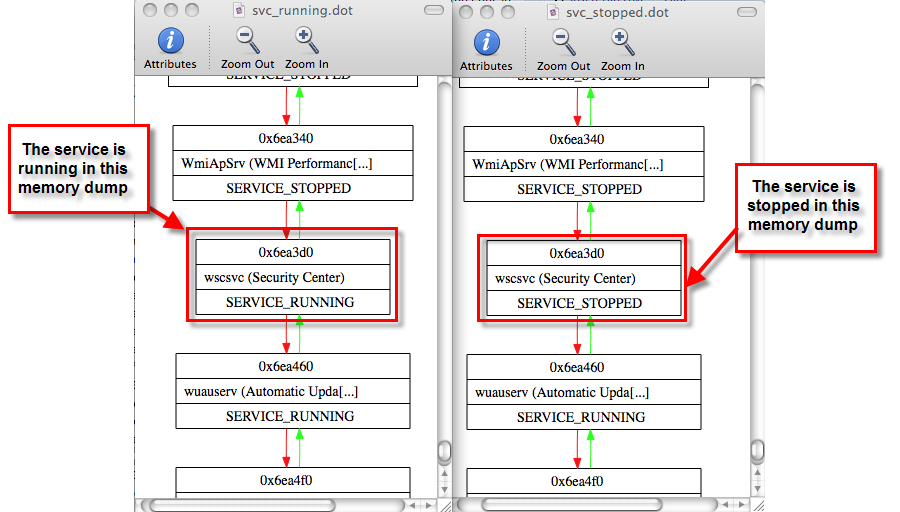 svc_running.dot
Attributes
Zoom Out
Zoom In
SERVICE_STOPPED
0x6ea340
WmiApSrv (WMI Performanc[...]
SERVICE_STOPPED
The service is
running in this
memory dump
0x6ea3d0
wscsvc (Security Center)
SERVICE_RUNNING
0x6ea460
wuauserv (Automatic Upda[...]
SERVICE_RUNNING
0x6ea4f0
svc_stopped.dot
Attributes
Zoom Out
Zoom In
SERVICE_STOPPED
0x6ea340
WmiApSrv (WMI Performanc[...]
SERVICE_STOPPED
The service is
stopped in this
memory dump
0x6ea3d0
wscsvc (Security Center)
SERVICE_STOPPED
0x6ea460
wuauserv (Automatic Upda[...]
SERVICE_RUNNING
0x6ea4f0